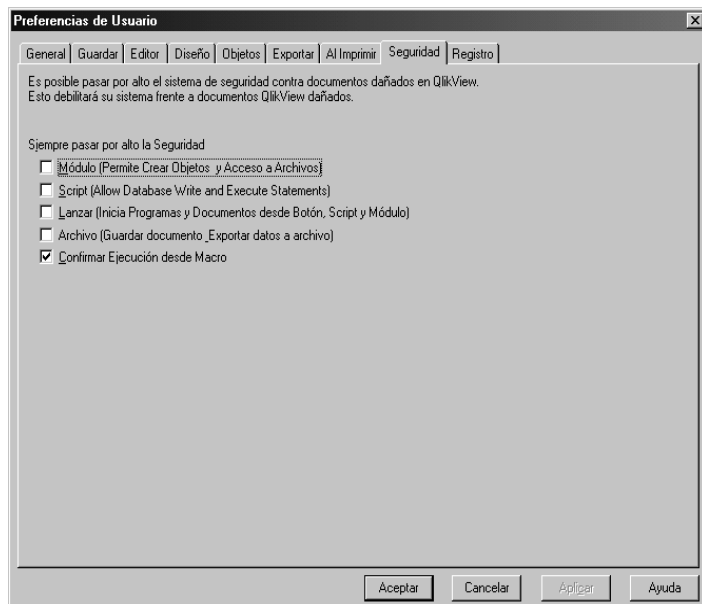 Preferencias de Usuario
General Guardar Editor Diseño Objetos Exportar Al Imprimir Seguridad Registro
Es posible pasar por alto el sistema de seguridad contra documentos dañados en QlikView.
Esto debilitará su sistema frente a documentos QlikView dañados.
Siempre pasar por alto la Seguridad
Módulo (Permite Crear Objetos y Acceso a Archivos)
Script (Allow Database Write and Execute Statements)
Lanzar (Inicia Programas y Documentos desde Botón, Script y Módulo)
Archivo (Guardar documento _Exportar datos a archivo)
Confirmar Ejecución desde Macro
Aceptar Cancelar Aplicar Ayuda